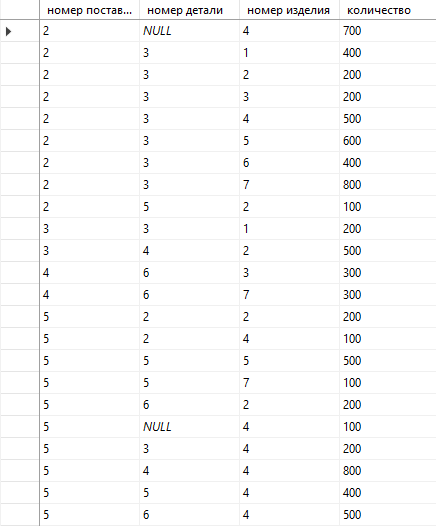 номер постав... номер детали номер изделия количество
2 NULL 4 700
2 3 1 400
2 3 2 200
2 3 3 200
2 3 4 500
2 3 5 600
2 3 6 400
2 3 7 800
2 5 2 100
3 3 1 200
3 4 2 500
4 6 3 300
4 6 7 300
5 2 2 200
5 2 4 100
5 5 5 500
5 5 7 100
5 6 2 200
5 NULL 4 100
5 3 4 200
5 4 4 800
5 5 4 400
5 6 4 500